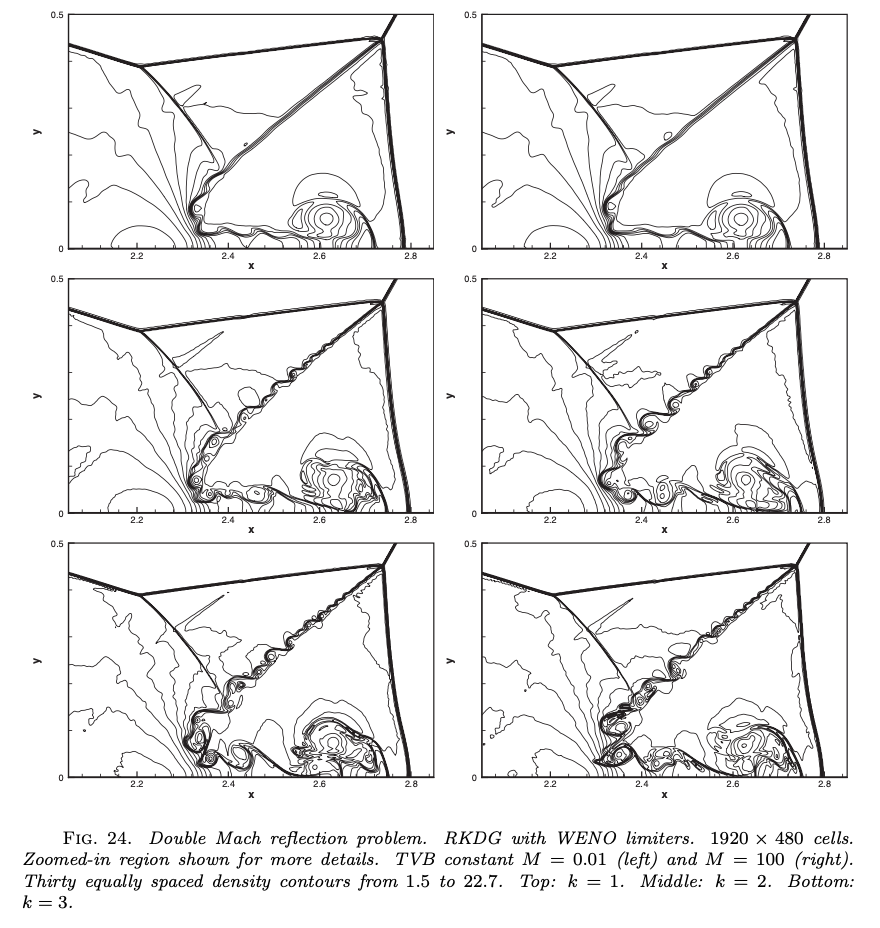 0.5
y
0
2.2 2.4 2.6 2.8
x
0.5
y
0
2.2 2.4 2.6 2.8
x
0.5
y
0
2.2 2.4 2.6 2.8
x
0.5
y
0
2.2 2.4 2.6 2.8
x
0.5
y
0
2.2 2.4 2.6 2.8
x
0.5
y
0
2.2 2.4 2.6 2.8
x
FIG. 24. Double Mach reflection problem. RKDG with WENO limiters. 1920 × 480 cells.
Zoomed-in region shown for more details. TVB constant M = 0.01 (left) and M = 100 (right).
Thirty equally spaced density contours from 1.5 to 22.7. Top: k = 1. Middle: k = 2. Bottom:
k = 3.